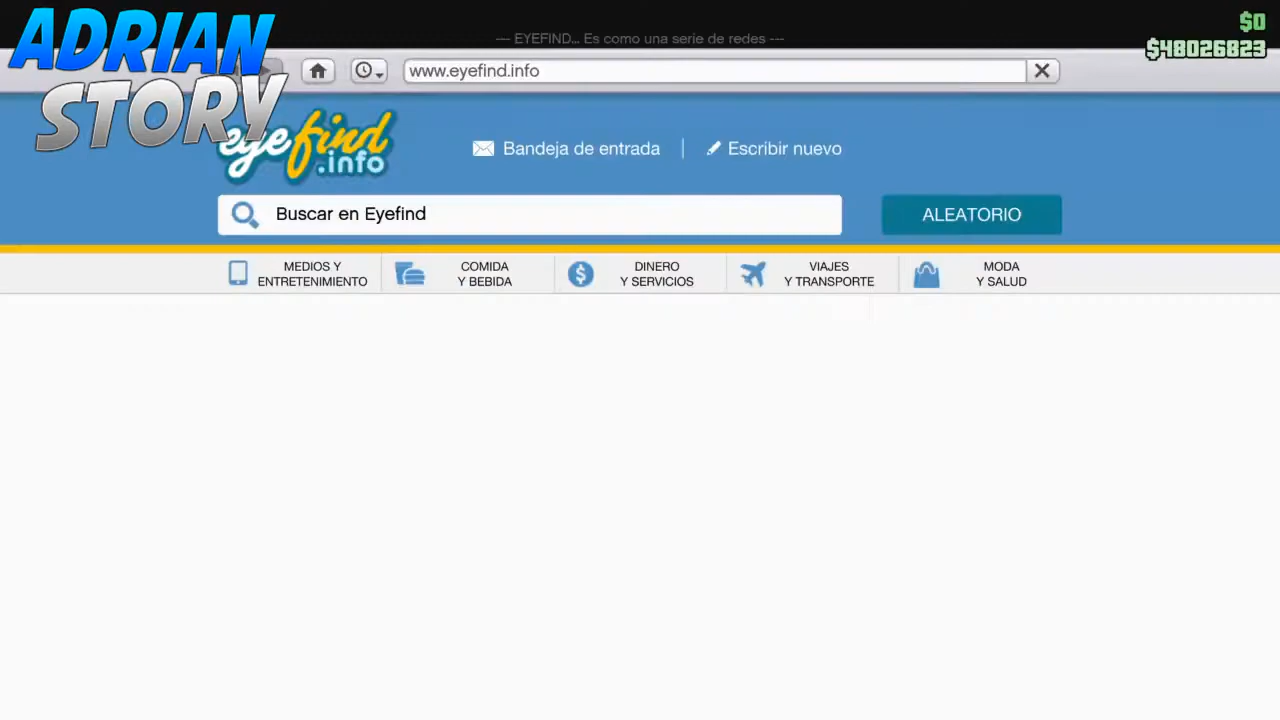 ADRIAN
STORY
--- EYEFIND... Es como una serie de redes ---
$0
$48026823
www.eyefind.info
eyefind
.info
Bandeja de entrada
Escribir nuevo
Buscar en Eyefind
ALEATORIO
MEDIOS Y
ENTRETENIMIENTO
COMIDA
Y BEBIDA
DINERO
Y SERVICIOS
VIAJES
Y TRANSPORTE
MODA
Y SALUD